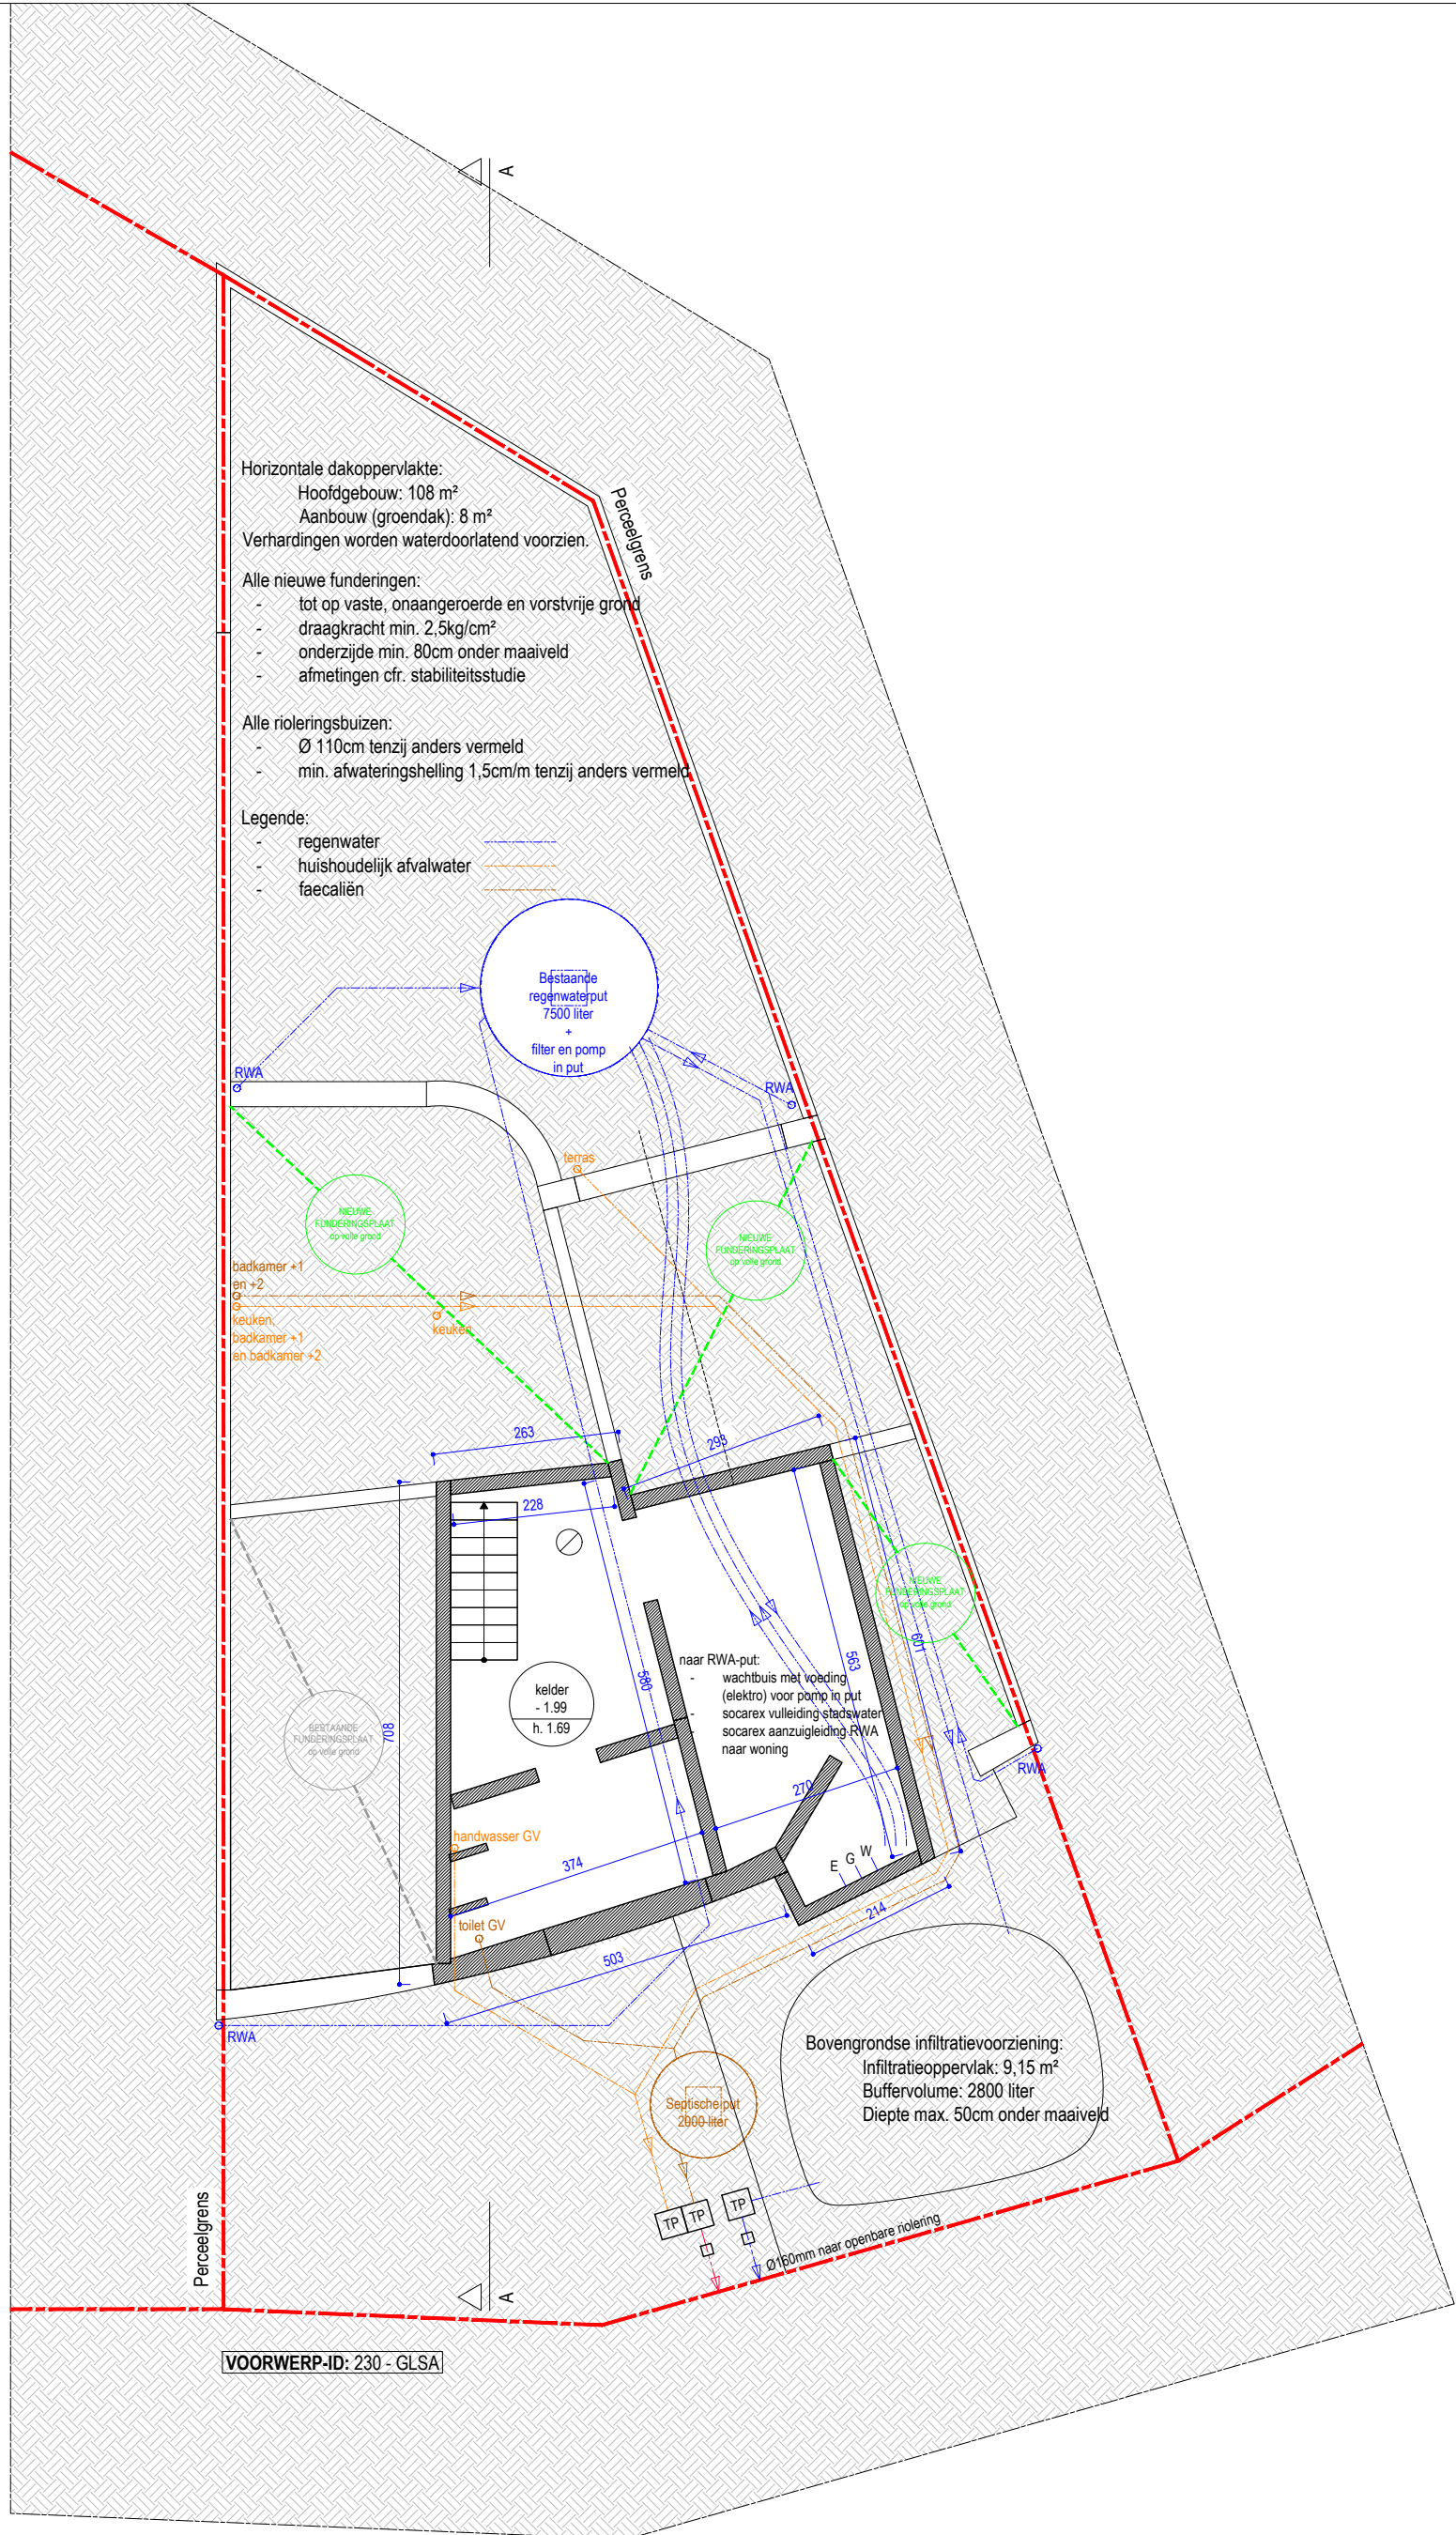 A
Horizontale dakoppervlakte:
Hoofdgebouw: 108 m²
Aanbouw (groendak): 8 m²
Verhardingen worden waterdoorlatend voorzien.
Perceelgrens
Alle nieuwe funderingen:
- tot op vaste, onaangeroerde en vorstvrije grond
- draagkracht min. 2,5kg/cm²
- onderzijde min. 80cm onder maaiveld
- afmetingen cfr. stabiliteitsstudie
Alle rioleringsbuizen:
- Ø 110cm tenzij anders vermeld
- min. afwateringshelling 1,5cm/m tenzij anders vermeld
Legende:
- regenwater
- huishoudelijk afvalwater
- faecaliën
Bestaande
regenwaterput
7500 liter
+
filter en pomp
in put
RWA
RWA
terras
NIEUWE
FUNDERINGSPLAAT
op volle grond
NIEUWE
FUNDERINGSPLAAT
op volle grond
badkamer +1
en +2
keuken,
badkamer +1
en badkamer +2
keuken
263
293
228
NIEUWE
FUNDERINGSPLAAT
op volle grond
601
563
580
708
kelder
- 1.99
h. 1.69
naar RWA-put:
- wachtbuis met voeding
(elektro) voor pomp in put
- socarex vulleiding stadswater
- socarex aanzuigleiding RWA
naar woning
BESTAANDE
FUNDERINGSPLAAT
op volle grond
RWA
270
handwasser GV
374
E G W
toilet GV
214
503
RWA
Bovengrondse infiltratievoorziening:
Infiltratieoppervlak: 9,15 m²
Buffervolume: 2800 liter
Diepte max. 50cm onder maaiveld
Septische put
2000 liter
TP
TP
TP
Ø160mm naar openbare riolering
Perceelgrens
A
VOORWERP-ID: 230 - GLSA